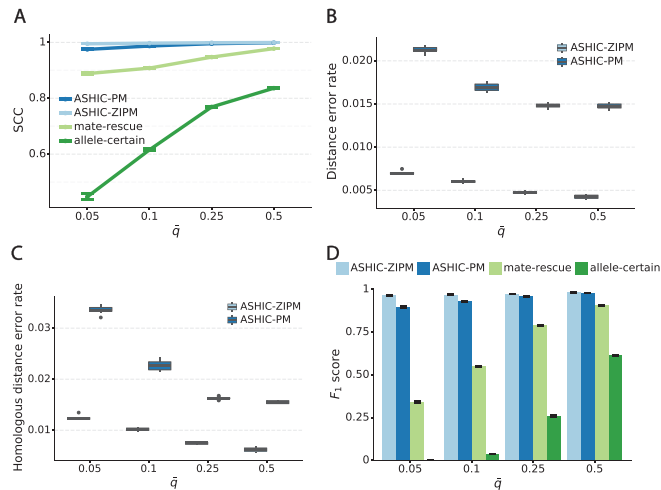 A
SCC
1
0.8
0.6
ASHIC-PM
ASHIC-ZIPM
mate-rescue
allele-certain
0.05 0.1 0.25 0.5
q̄
B
Distance error rate
0.020
0.015
0.010
0.005
ASHIC-ZIPM
ASHIC-PM
0.05 0.1 0.25 0.5
q̄
C
Homologous distance error rate
0.03
0.02
0.01
ASHIC-ZIPM
ASHIC-PM
0.05 0.1 0.25 0.5
q̄
D
ASHIC-ZIPM ASHIC-PM mate-rescue allele-certain
F₁ score
1
0.75
0.5
0.25
0
0.05 0.1 0.25 0.5
q̄